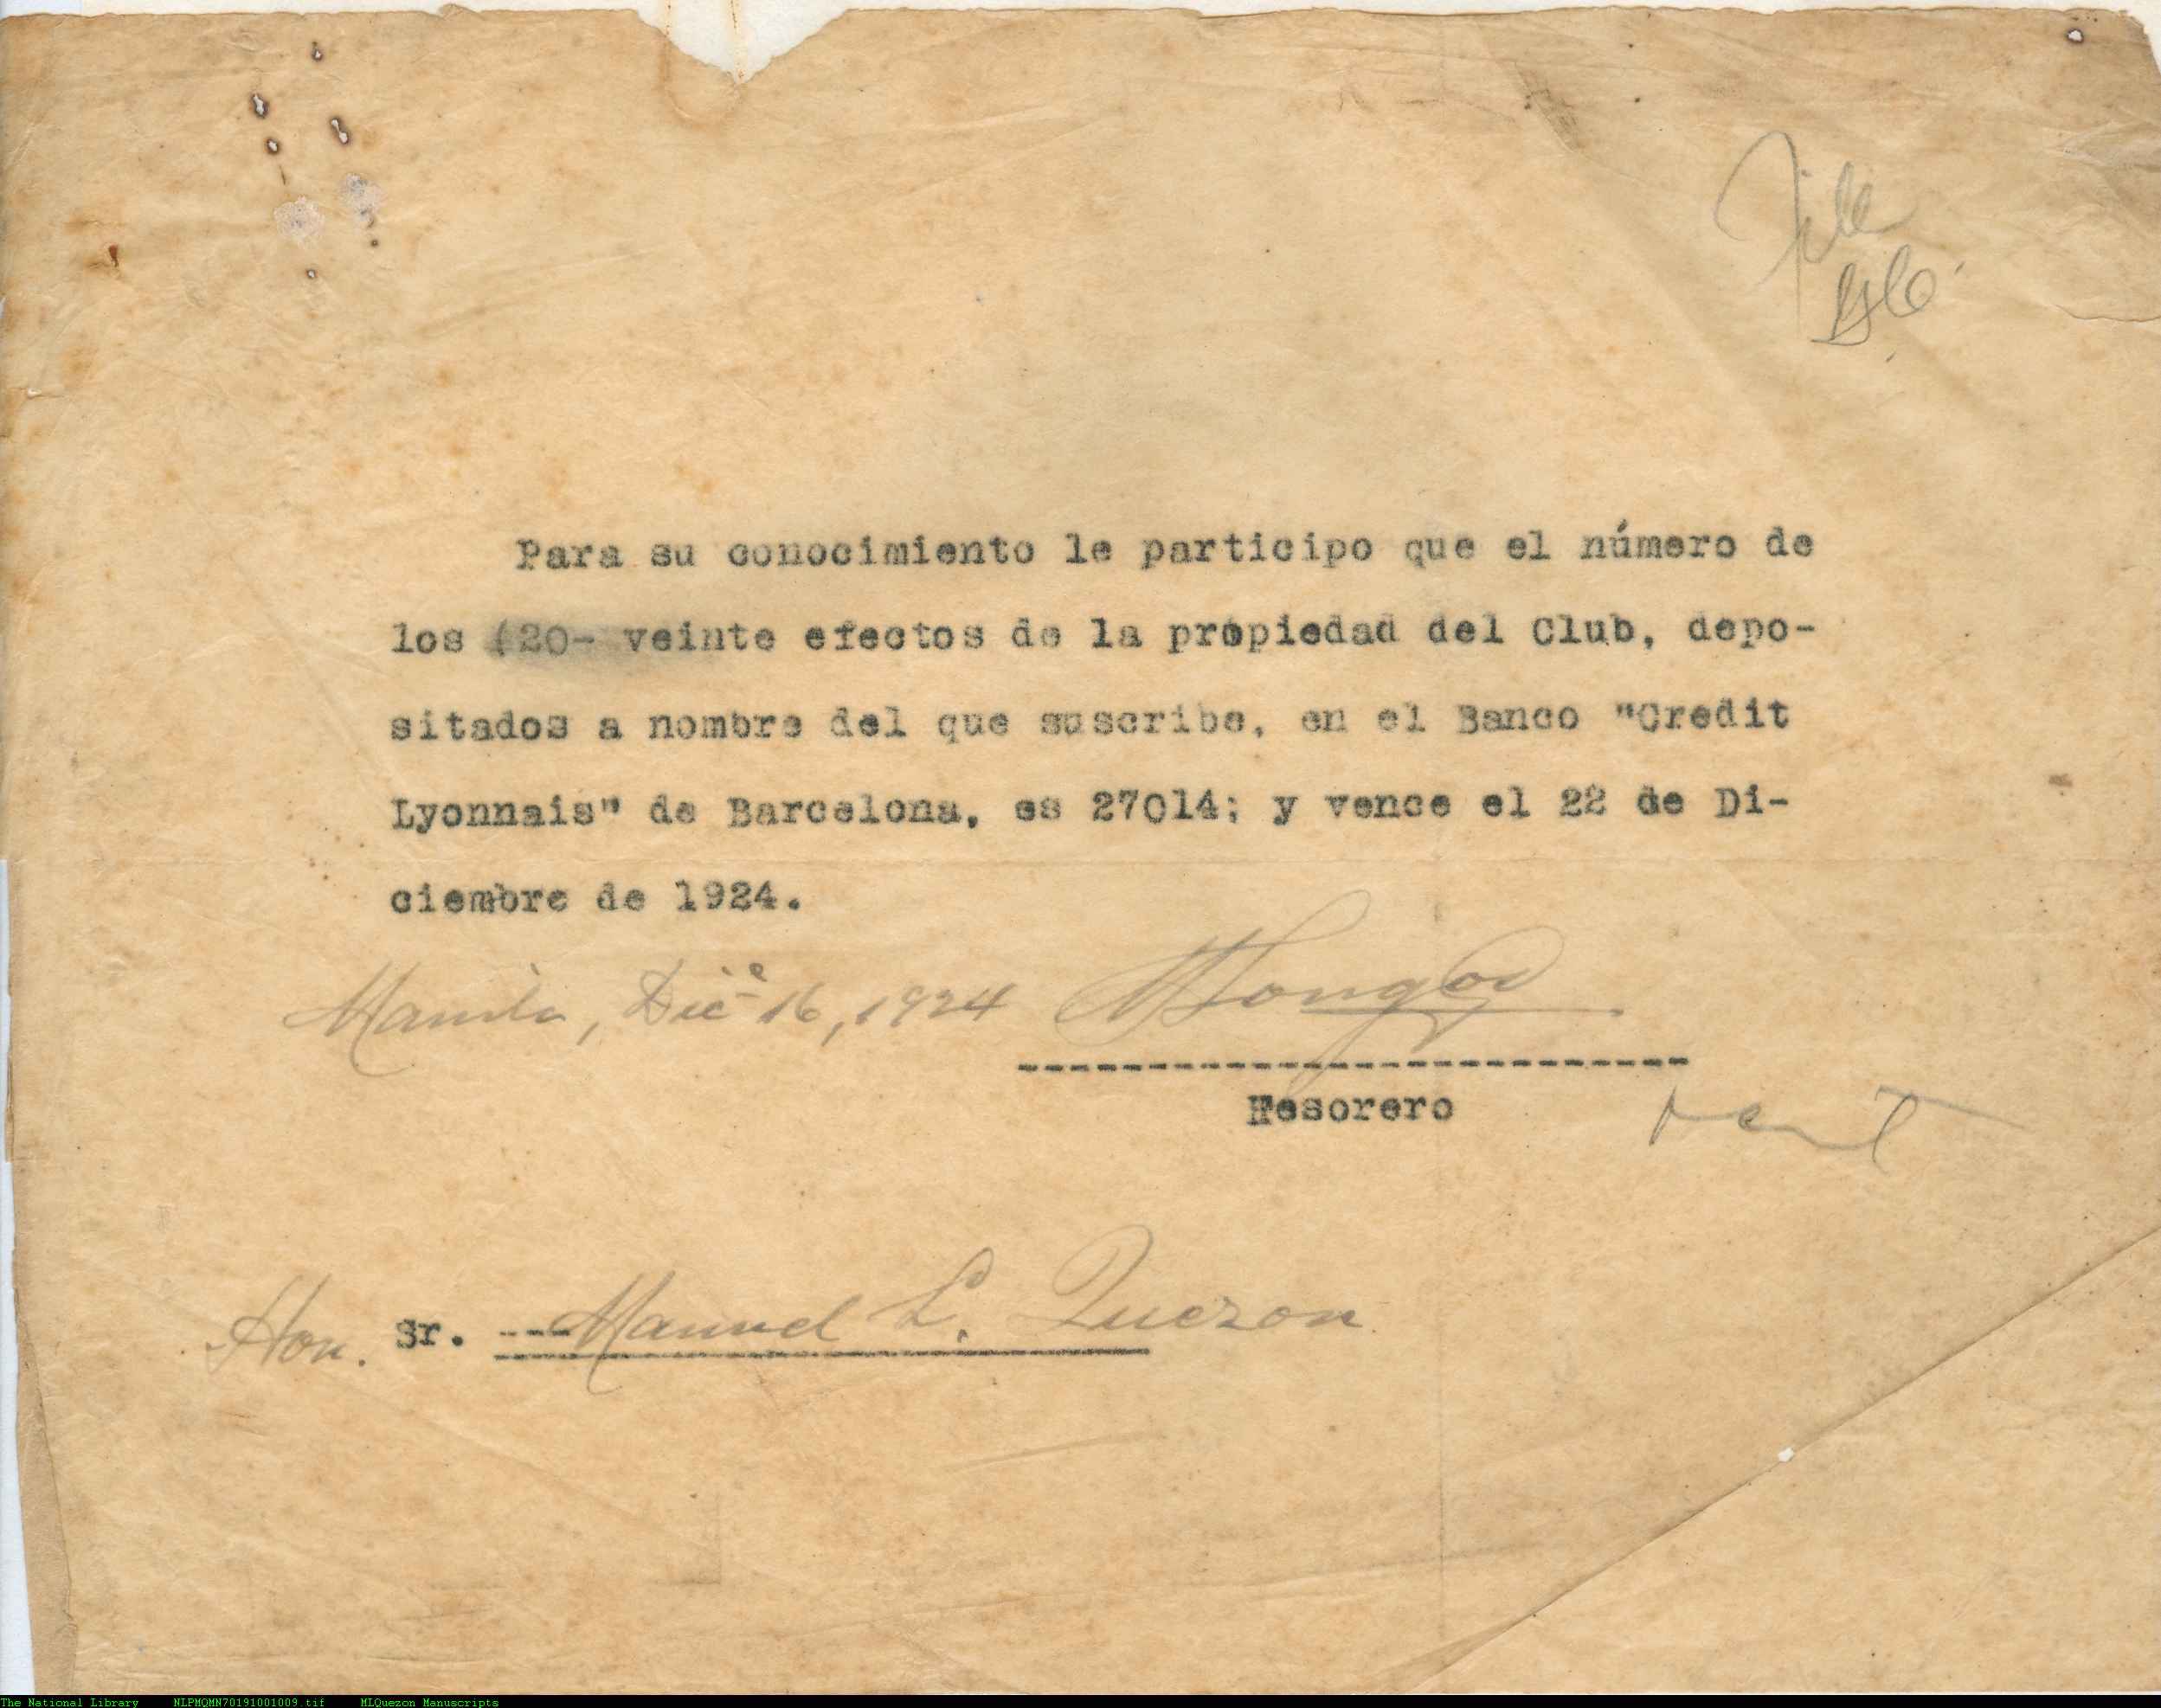 File
Para su conocimiento le participo que el número de
los (20- veinte efectos de la propiedad del Club, depo-
sitados a nombre del que suscribe, en el Banco "Credit
Lyonnais" de Barcelona, es 27014; y vence el 22 de Di-
ciembre de 1924.
Manila, Dicᵉ 16, 1924
Tesorero
Hon. Sr. ---Manuel L. Quezon
The National Library NLPMQMN70191001009.tif MLQuezon Manuscripts